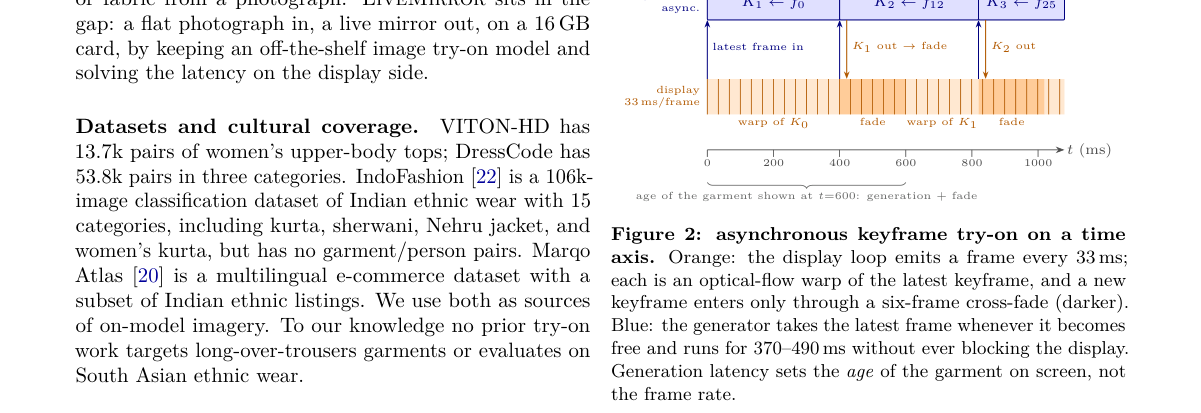 or fabric from a photograph. LIVEMIRROR sits in the
gap: a flat photograph in, a live mirror out, on a 16 GB
card, by keeping an off-the-shelf image try-on model and
solving the latency on the display side.
Datasets and cultural coverage. VITON-HD has
13.7k pairs of women's upper-body tops; DressCode has
53.8k pairs in three categories. IndoFashion [22] is a 106k-
image classification dataset of Indian ethnic wear with 15
categories, including kurta, sherwani, Nehru jacket, and
women's kurta, but has no garment/person pairs. Marqo
Atlas [20] is a multilingual e-commerce dataset with a
subset of Indian ethnic listings. We use both as sources
of on-model imagery. To our knowledge no prior try-on
work targets long-over-trousers garments or evaluates on
South Asian ethnic wear.
async.
K1 ← f0
K2 ← f12
K3 ← f25
latest frame in
K1 out → fade
K2 out
display
33 ms/frame
warp of K0
fade
warp of K1
fade
0
200
400
600
800
1000
t (ms)
age of the garment shown at t=600: generation + fade
Figure 2: asynchronous keyframe try-on on a time
axis. Orange: the display loop emits a frame every 33 ms;
each is an optical-flow warp of the latest keyframe, and a new
keyframe enters only through a six-frame cross-fade (darker).
Blue: the generator takes the latest frame whenever it becomes
free and runs for 370–490 ms without ever blocking the display.
Generation latency sets the age of the garment on screen, not
the frame rate.